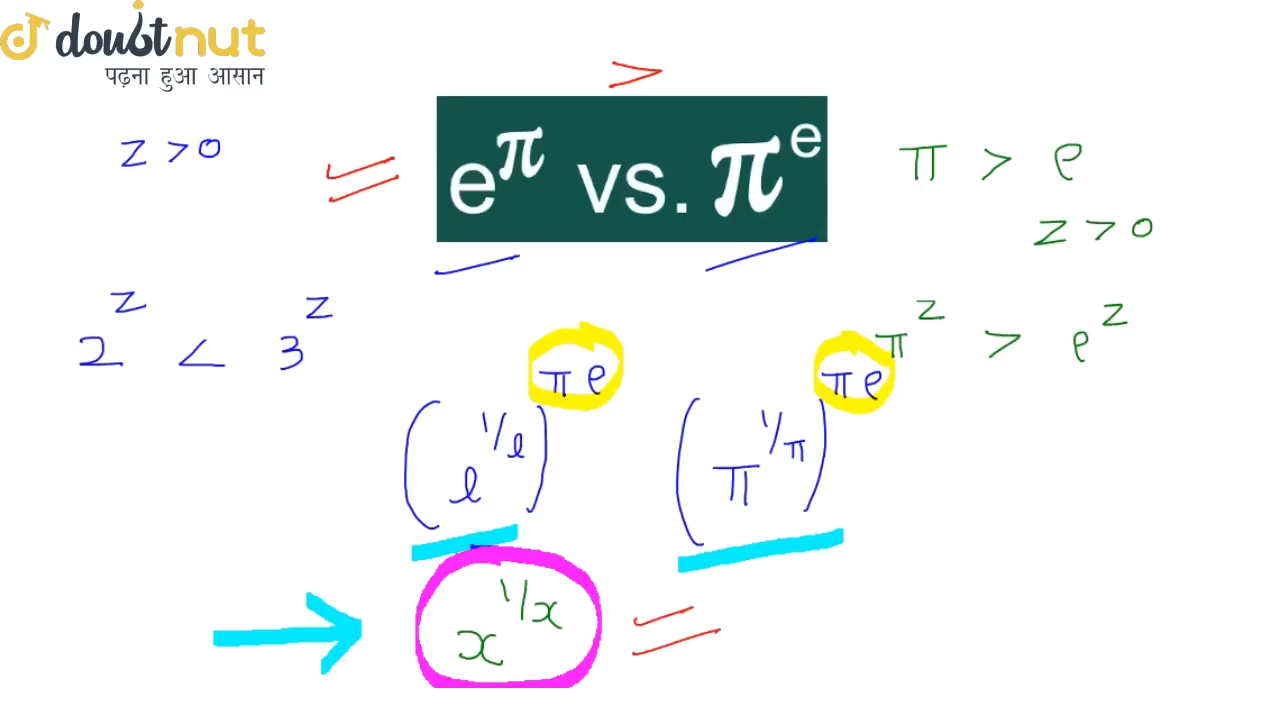 doubtnut
पढ़ना हुआ आसान
>
z > 0
e^π vs. π^e
π > e
z > 0
2^z < 3^z
π^z > e^z
(e^{1/e})^{πe}
(π^{1/π})^{πe}
x^{1/x}